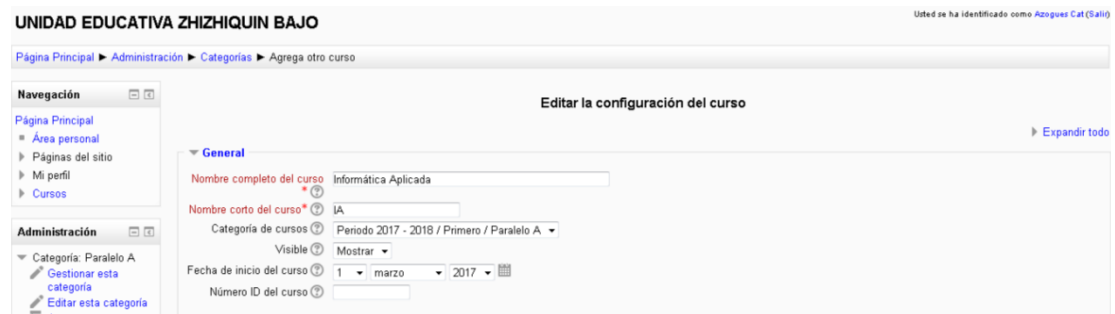 UNIDAD EDUCATIVA ZHIZHIQUIN BAJO
Usted se ha identificado como Azogues Cat (Salir)
Página Principal ► Administración ► Categorías ► Agrega otro curso
Navegación
Página Principal
Área personal
Páginas del sitio
Mi perfil
Cursos
Administración
Categoría: Paralelo A
Gestionar esta
categoría
Editar esta categoría
Editar la configuración del curso
Expandir todo
General
Nombre completo del curso * Informática Aplicada
Nombre corto del curso* IA
Categoría de cursos Periodo 2017 - 2018 / Primero / Paralelo A
Visible Mostrar
Fecha de inicio del curso 1 marzo 2017
Número ID del curso